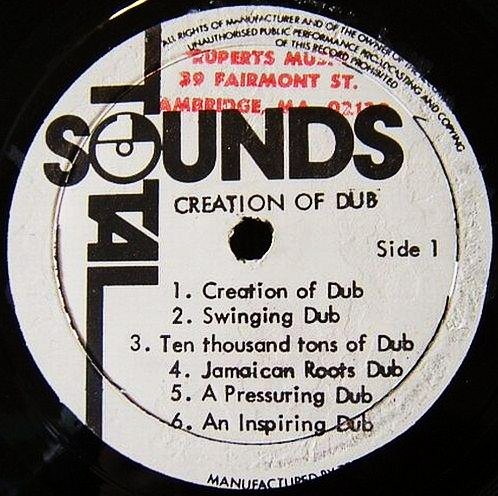 ALL RIGHTS OF MANUFACTURER AND OF THE OWNER OF
UNAUTHORISED PUBLIC PERFORMANCE BROADCASTING AND COPYING
OF THIS RECORD PROHIBITED
RUPERTS
39 FAIRMONT ST.
AMBRIDGE, MA.
TOTAL
SOUNDS
CREATION OF DUB
Side 1
1. Creation of Dub
2. Swinging Dub
3. Ten thousand tons of Dub
4. Jamaican Roots Dub
5. A Pressuring Dub
6. An Inspiring Dub
MANUFACTURED BY